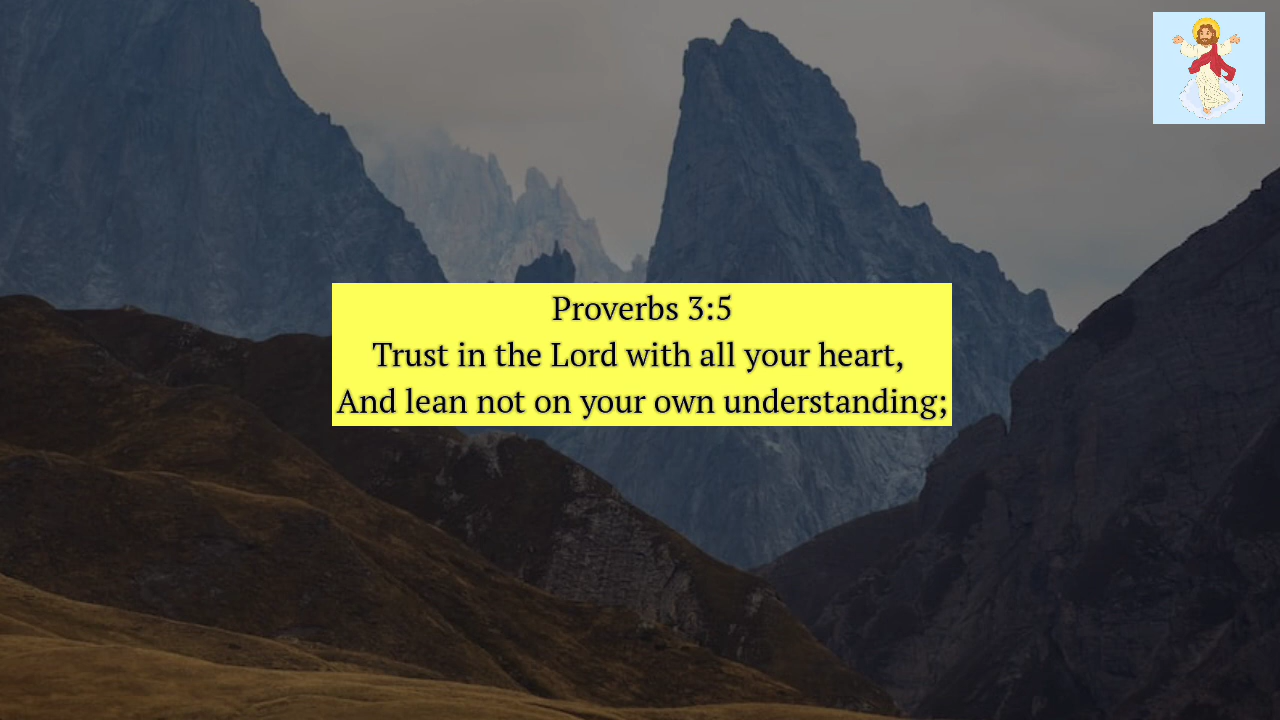 Proverbs 3:5
Trust in the Lord with all your heart,
And lean not on your own understanding;